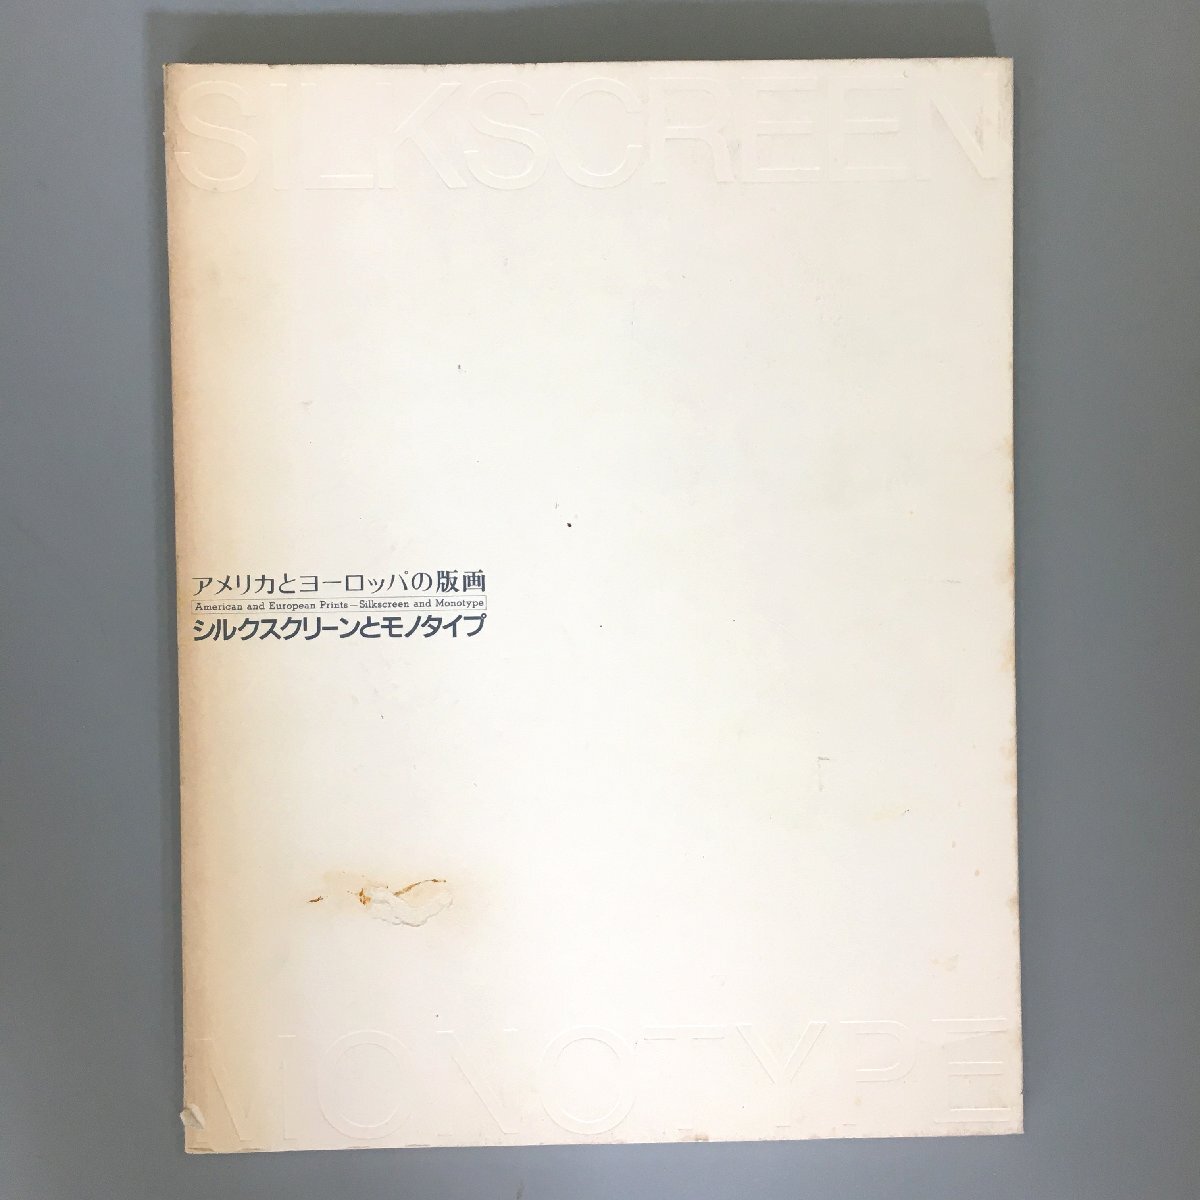 SILKSCREEN
アメリカとヨーロッパの版画
American and European Prints—Silkscreen and Monotype
シルクスクリーンとモノタイプ
MONOTYPE